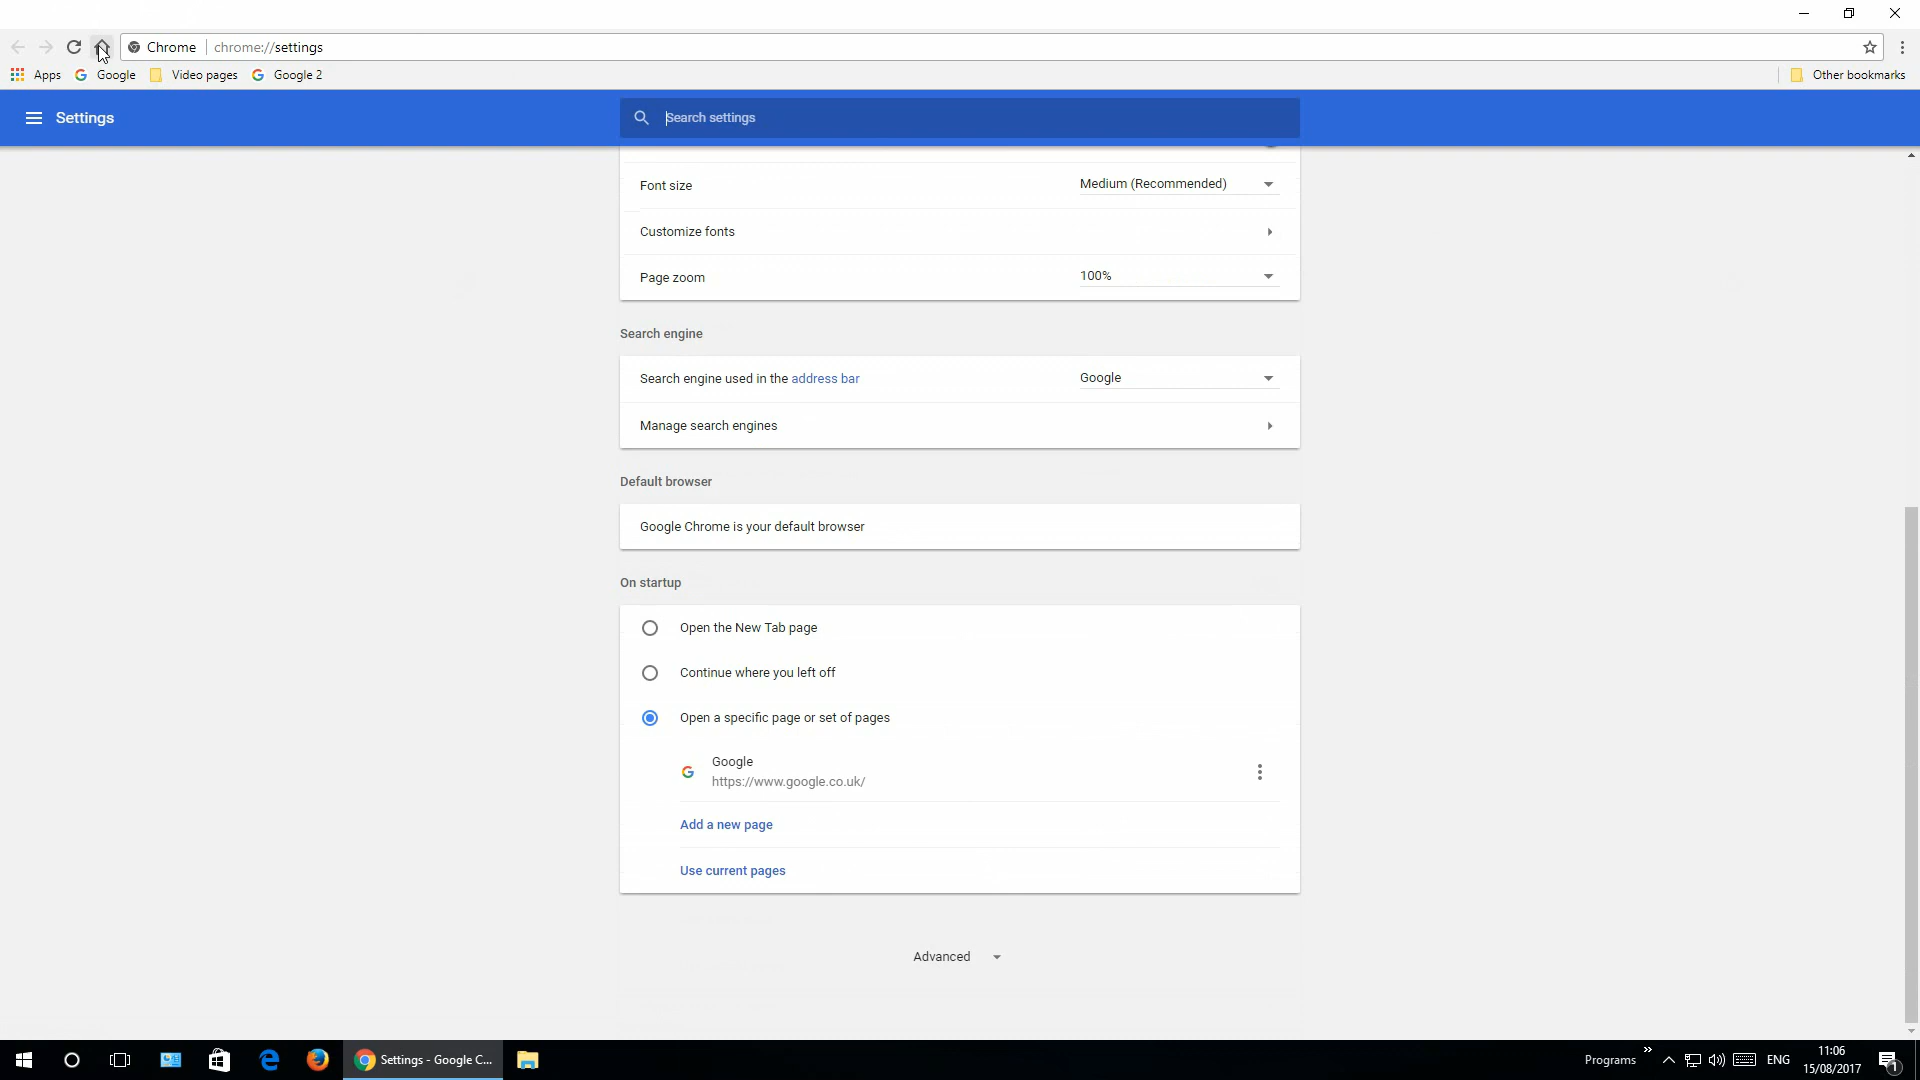 Chrome chrome://settings
Apps Google Video pages Google 2 Other bookmarks
Settings Search settings
Font size Medium (Recommended)
Customize fonts
Page zoom 100%
Search engine
Search engine used in the address bar Google
Manage search engines
Default browser
Google Chrome is your default browser
On startup
Open the New Tab page
Continue where you left off
Open a specific page or set of pages
Google
https://www.google.co.uk/
Add a new page
Use current pages
Advanced
Settings - Google C... Programs » ENG 11:06
15/08/2017 1